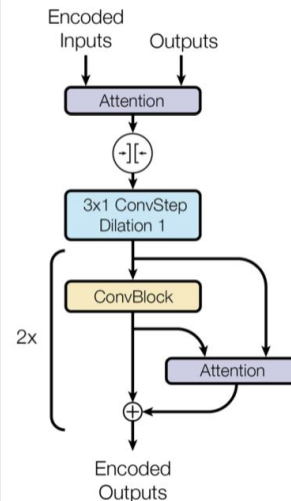 Encoded
Inputs
Outputs
Attention
3x1 ConvStep
Dilation 1
ConvBlock
2x
Attention
Encoded
Outputs